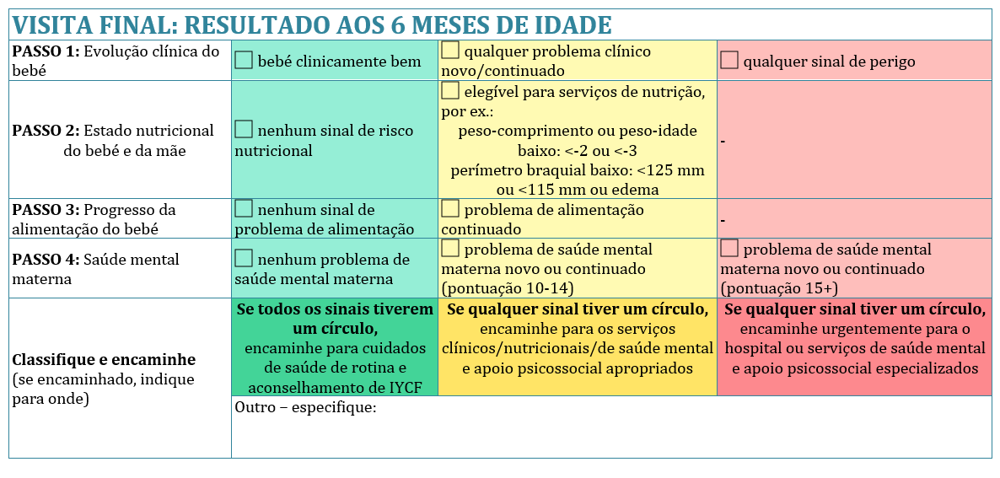 VISITA FINAL: RESULTADO AOS 6 MESES DE IDADE
PASSO 1: Evolução clínica do
bebé
bebé clinicamente bem
qualquer problema clínico
novo/continuado
qualquer sinal de perigo
PASSO 2: Estado nutricional
do bebé e da mãe
nenhum sinal de risco
nutricional
elegível para serviços de nutrição,
por ex.:
peso-comprimento ou peso-idade
baixo: <-2 ou <-3
perímetro braquial baixo: <125 mm
ou <115 mm ou edema
-
PASSO 3: Progresso da
alimentação do bebé
nenhum sinal de
problema de alimentação
problema de alimentação
continuado
-
PASSO 4: Saúde mental
materna
nenhum problema de
saúde mental materna
problema de saúde mental
materna novo ou continuado
(pontuação 10-14)
problema de saúde mental
materna novo ou continuado
(pontuação 15+)
Classifique e encaminhe
(se encaminhado, indique
para onde)
Se todos os sinais tiverem
um círculo,
encaminhe para cuidados
de saúde de rotina e
aconselhamento de IYCF
Se qualquer sinal tiver um círculo,
encaminhe para os serviços
clínicos/nutricionais/de saúde mental
e apoio psicossocial apropriados
Se qualquer sinal tiver um círculo,
encaminhe urgentemente para o
hospital ou serviços de saúde mental
e apoio psicossocial especializados
Outro – especifique: